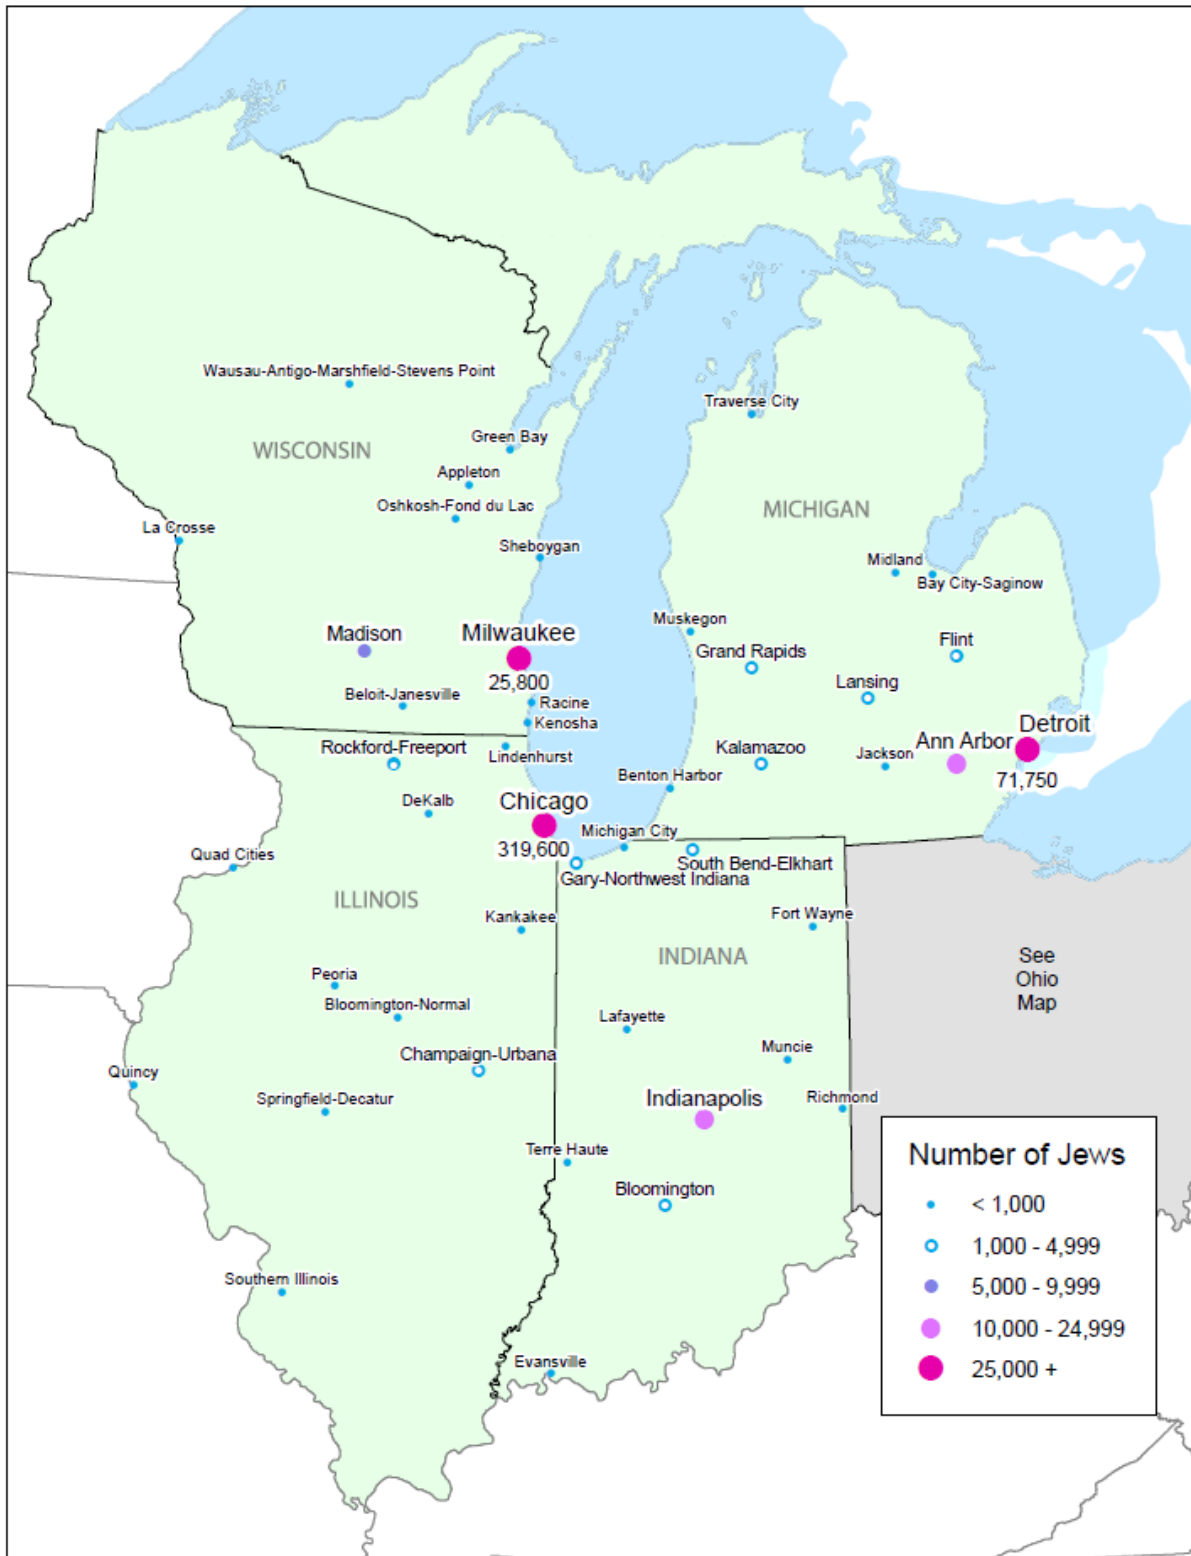 Wausau-Antigo-Marshfield-Stevens Point
Traverse City
Green Bay
WISCONSIN
Appleton
Oshkosh-Fond du Lac
MICHIGAN
La Crosse
Sheboygan
Midland
Bay City-Saginow
Muskegon
Madison
Milwaukee
25,800
Grand Rapids
Flint
Lansing
Beloit-Janesville
Racine
Kenosha
Detroit
71,750
Ann Arbor
Rockford-Freeport
Lindenhurst
Kalamazoo
Jackson
Benton Harbor
DeKalb
Chicago
319,600
Michigan City
Quad Cities
South Bend-Elkhart
Gary-Northwest Indiana
ILLINOIS
Kankakee
Fort Wayne
INDIANA
See
Ohio
Map
Peoria
Bloomington-Normal
Lafayette
Champaign-Urbana
Muncie
Quincy
Springfield-Decatur
Indianapolis
Richmond
Terre Haute
Bloomington
Southern Illinois
Evansville
Number of Jews
< 1,000
1,000 - 4,999
5,000 - 9,999
10,000 - 24,999
25,000 +